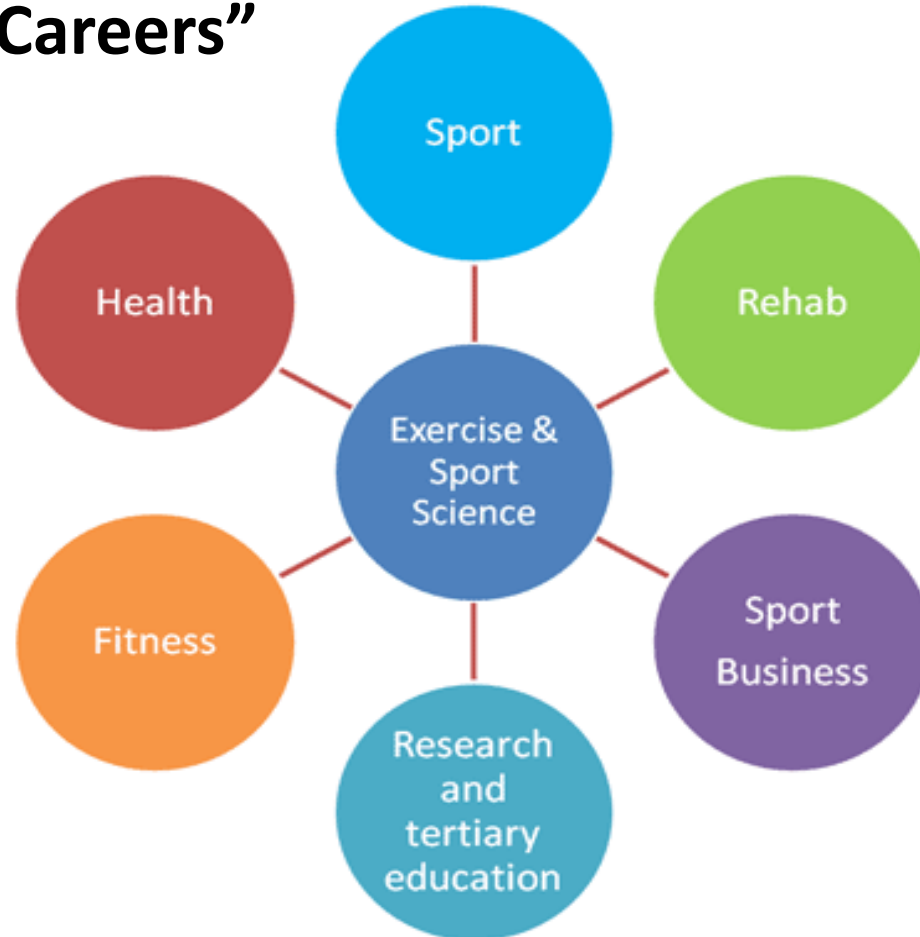 Careers”
Sport
Health
Rehab
Exercise &
Sport
Science
Fitness
Sport
Business
Research
and
tertiary
education